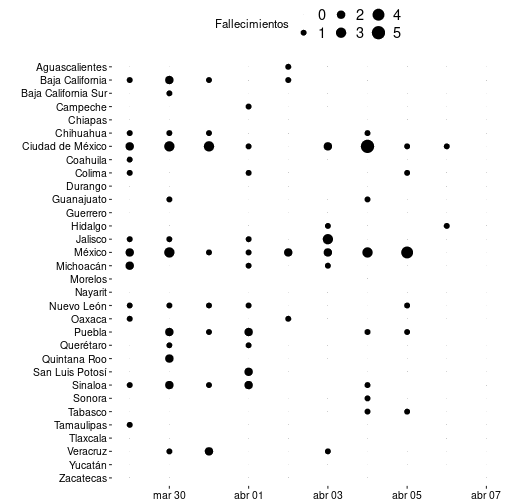 Fallecimientos
0 2 4
1 3 5
Aguascalientes
Baja California
Baja California Sur
Campeche
Chiapas
Chihuahua
Ciudad de México
Coahuila
Colima
Durango
Guanajuato
Guerrero
Hidalgo
Jalisco
México
Michoacán
Morelos
Nayarit
Nuevo León
Oaxaca
Puebla
Querétaro
Quintana Roo
San Luis Potosí
Sinaloa
Sonora
Tabasco
Tamaulipas
Tlaxcala
Veracruz
Yucatán
Zacatecas
mar 30 abr 01 abr 03 abr 05 abr 07